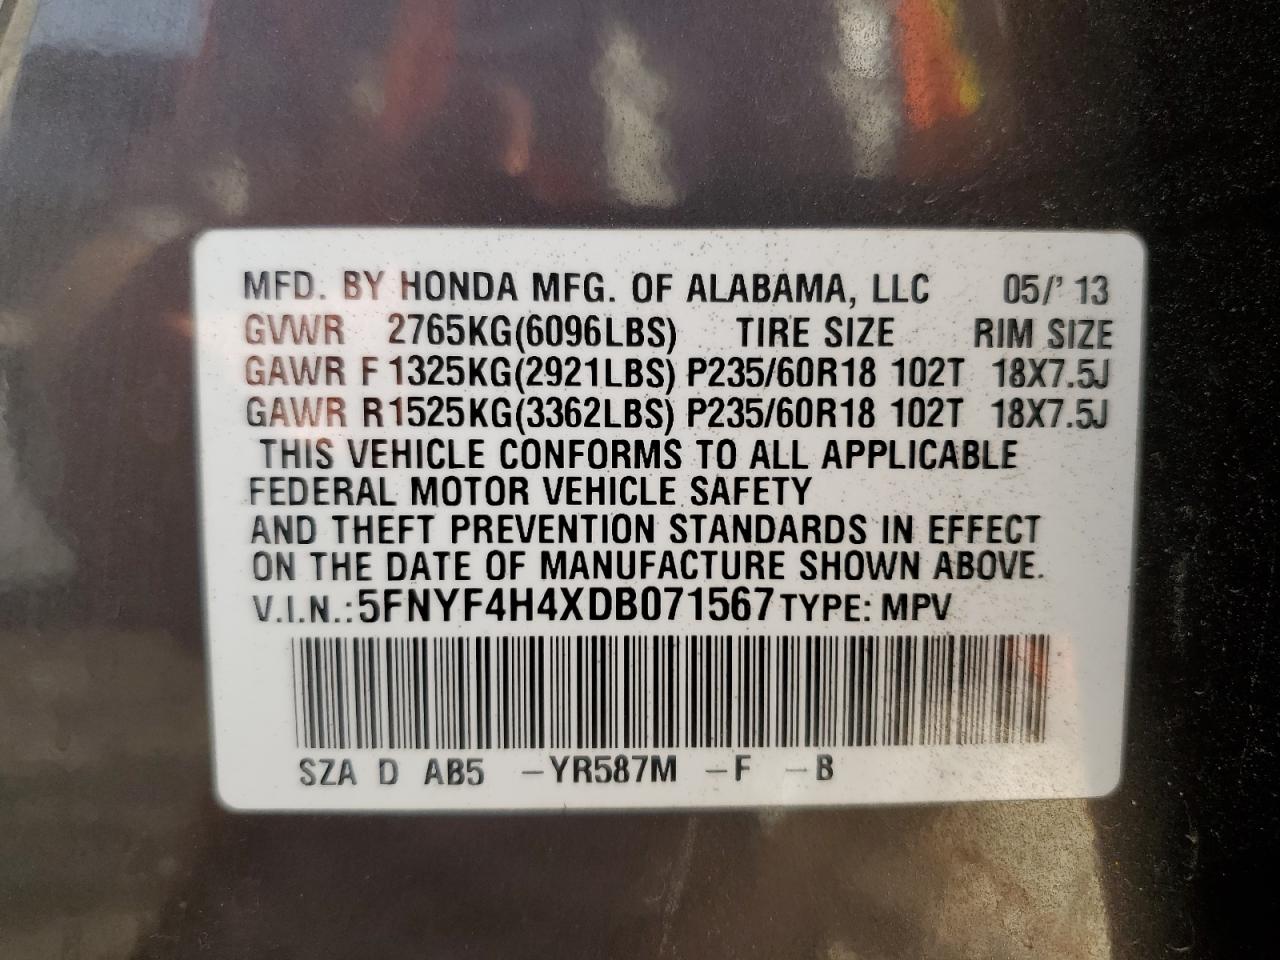 MFD. BY HONDA MFG. OF ALABAMA, LLC 05/' 13
GVWR 2765KG(6096LBS) TIRE SIZE RIM SIZE
GAWR F 1325KG(2921LBS) P235/60R18 102T 18X7.5J
GAWR R1525KG(3362LBS) P235/60R18 102T 18X7.5J
THIS VEHICLE CONFORMS TO ALL APPLICABLE
FEDERAL MOTOR VEHICLE SAFETY
AND THEFT PREVENTION STANDARDS IN EFFECT
ON THE DATE OF MANUFACTURE SHOWN ABOVE.
V.I.N.: 5FNYF4H4XDB071567 TYPE: MPV
SZA D AB5 –YR587M –F –B